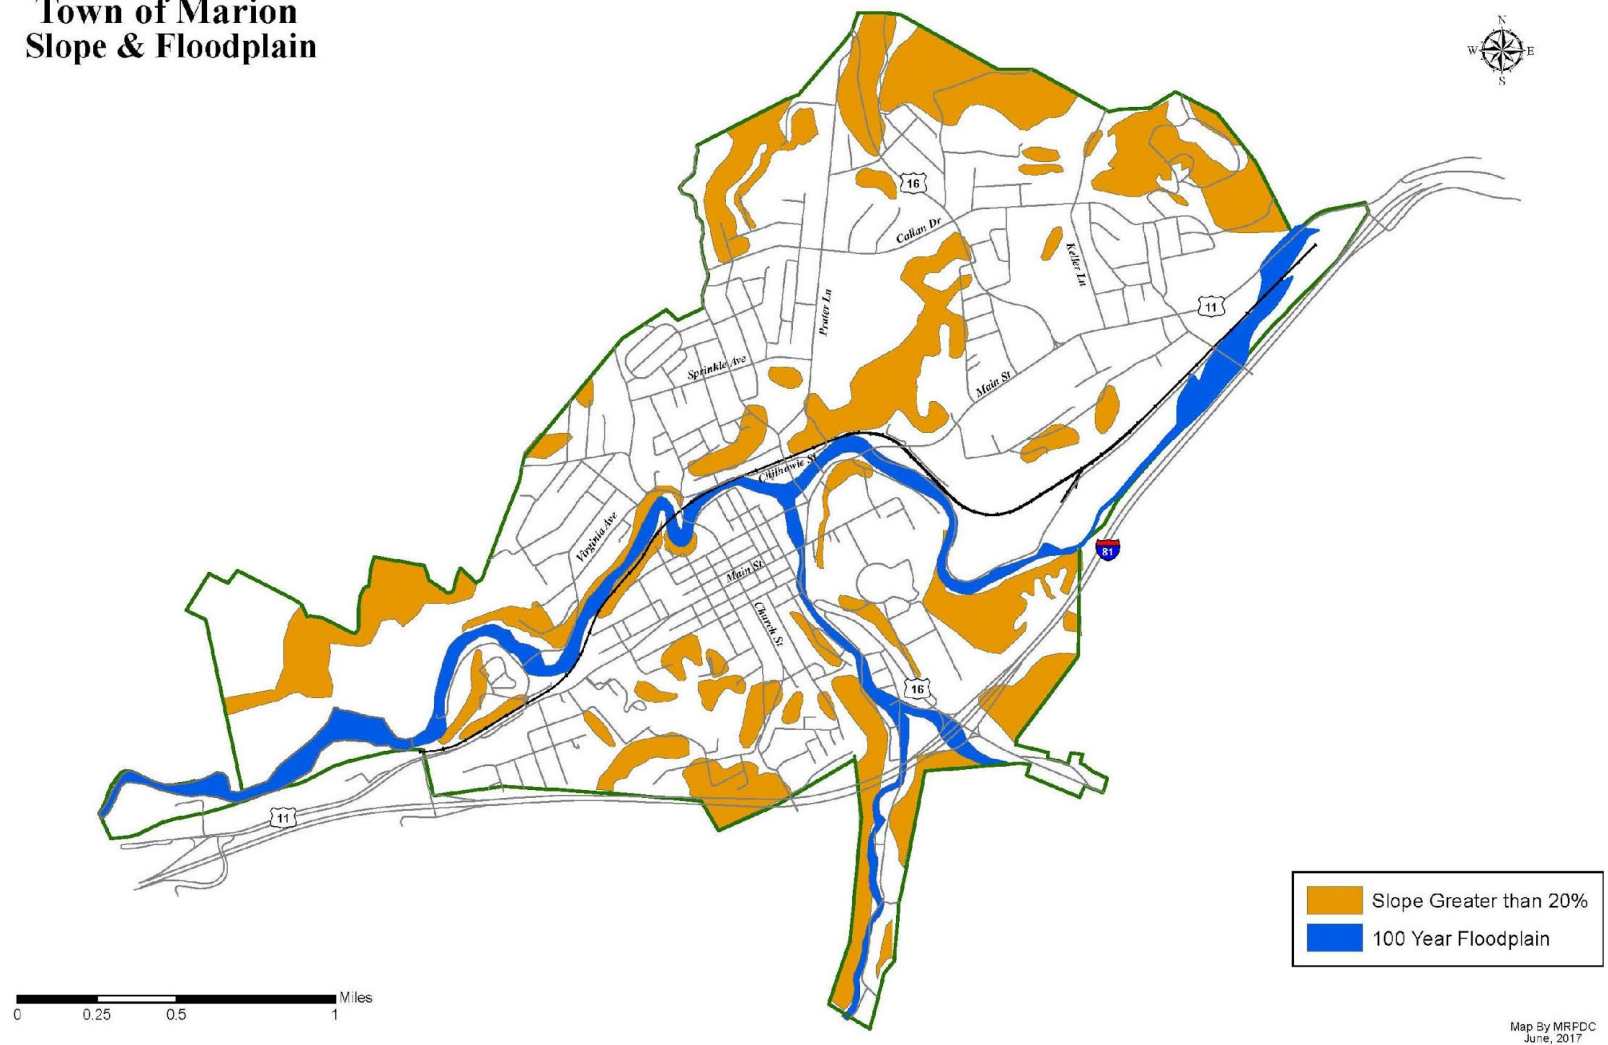 Town of Marion
Slope & Floodplain
N
W
E
S
16
Callan Dr
Keller Ln
11
Prater Ln
Sprinkle Ave
Main St
Chilhowie St
Virginia Ave
81
Main St
Church St
16
11
Slope Greater than 20%
100 Year Floodplain
Miles
0
0.25
0.5
1
Map By MRPDC
June, 2017